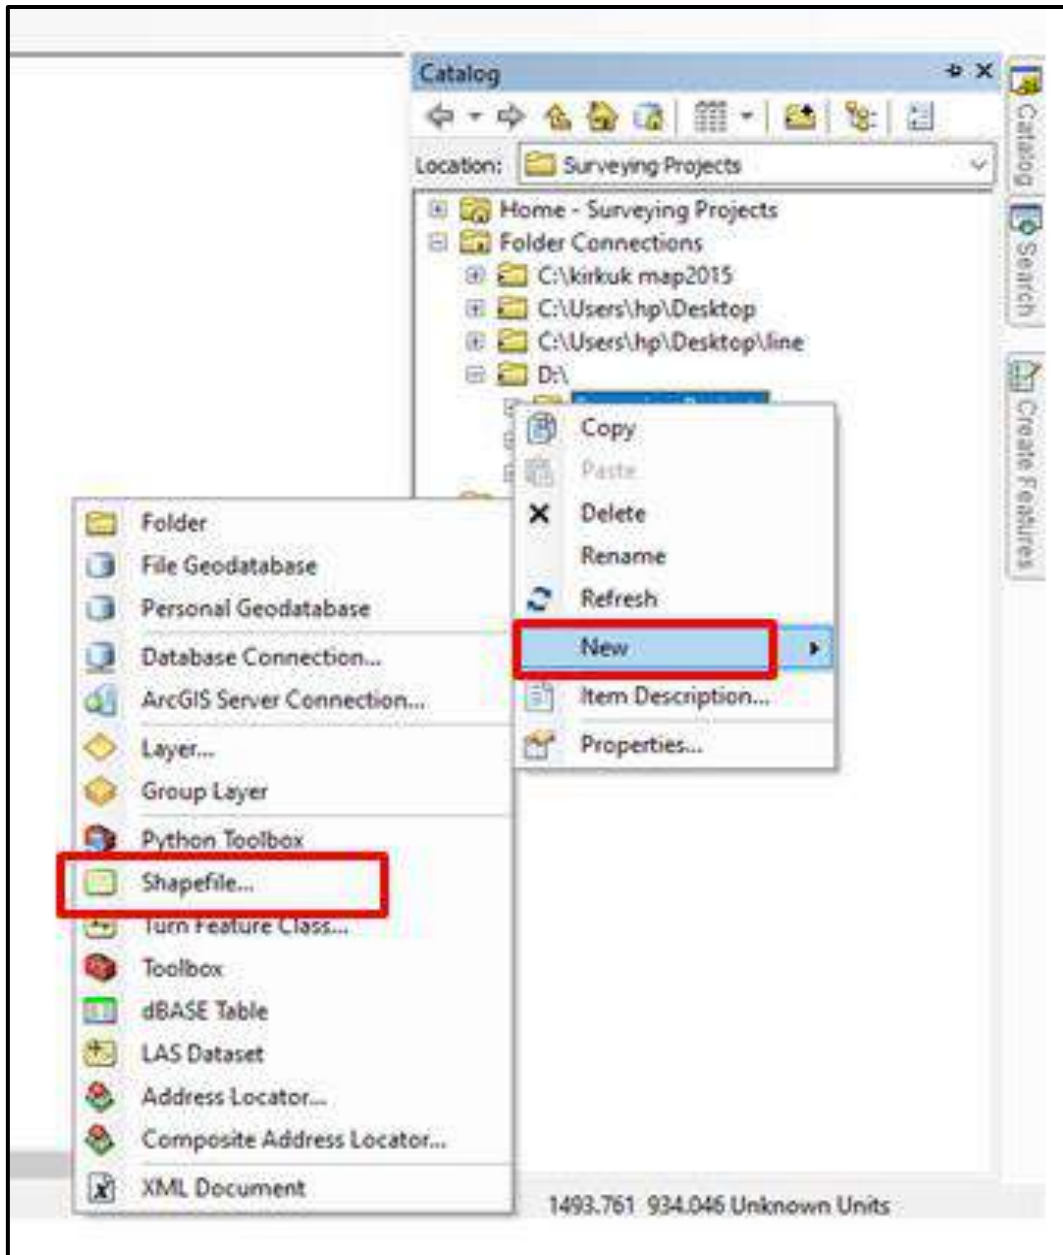 Catalog
Location: Surveying Projects
Home - Surveying Projects
Folder Connections
C:\kirkuk map2015
C:\Users\hp\Desktop
C:\Users\hp\Desktop\line
D:\
Copy
Paste
Delete
Rename
Refresh
New
Item Description...
Properties...
Folder
File Geodatabase
Personal Geodatabase
Database Connection...
ArcGIS Server Connection...
Layer...
Group Layer
Python Toolbox
Shapefile...
Turn Feature Class...
Toolbox
dBASE Table
LAS Dataset
Address Locator...
Composite Address Locator...
XML Document
1493.761 934.046 Unknown Units
Catalog
Search
Create Features